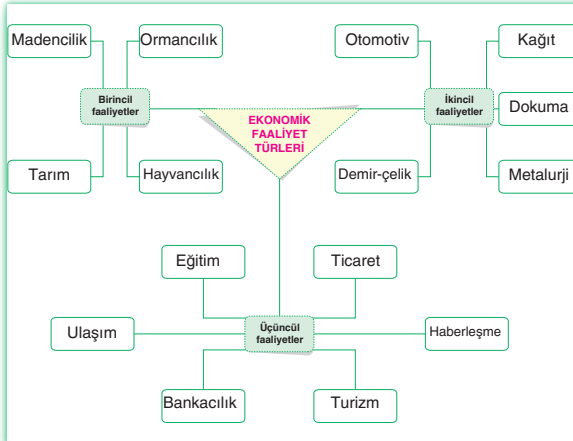 Madencilik
Ormancılık
Otomotiv
Kağıt
Birincil
faaliyetler
EKONOMİK
FAALİYET
TÜRLERİ
İkincil
faaliyetler
Dokuma
Tarım
Hayvancılık
Demir-çelik
Metalurji
Eğitim
Ticaret
Ulaşım
Üçüncül
faaliyetler
Haberleşme
Bankacılık
Turizm